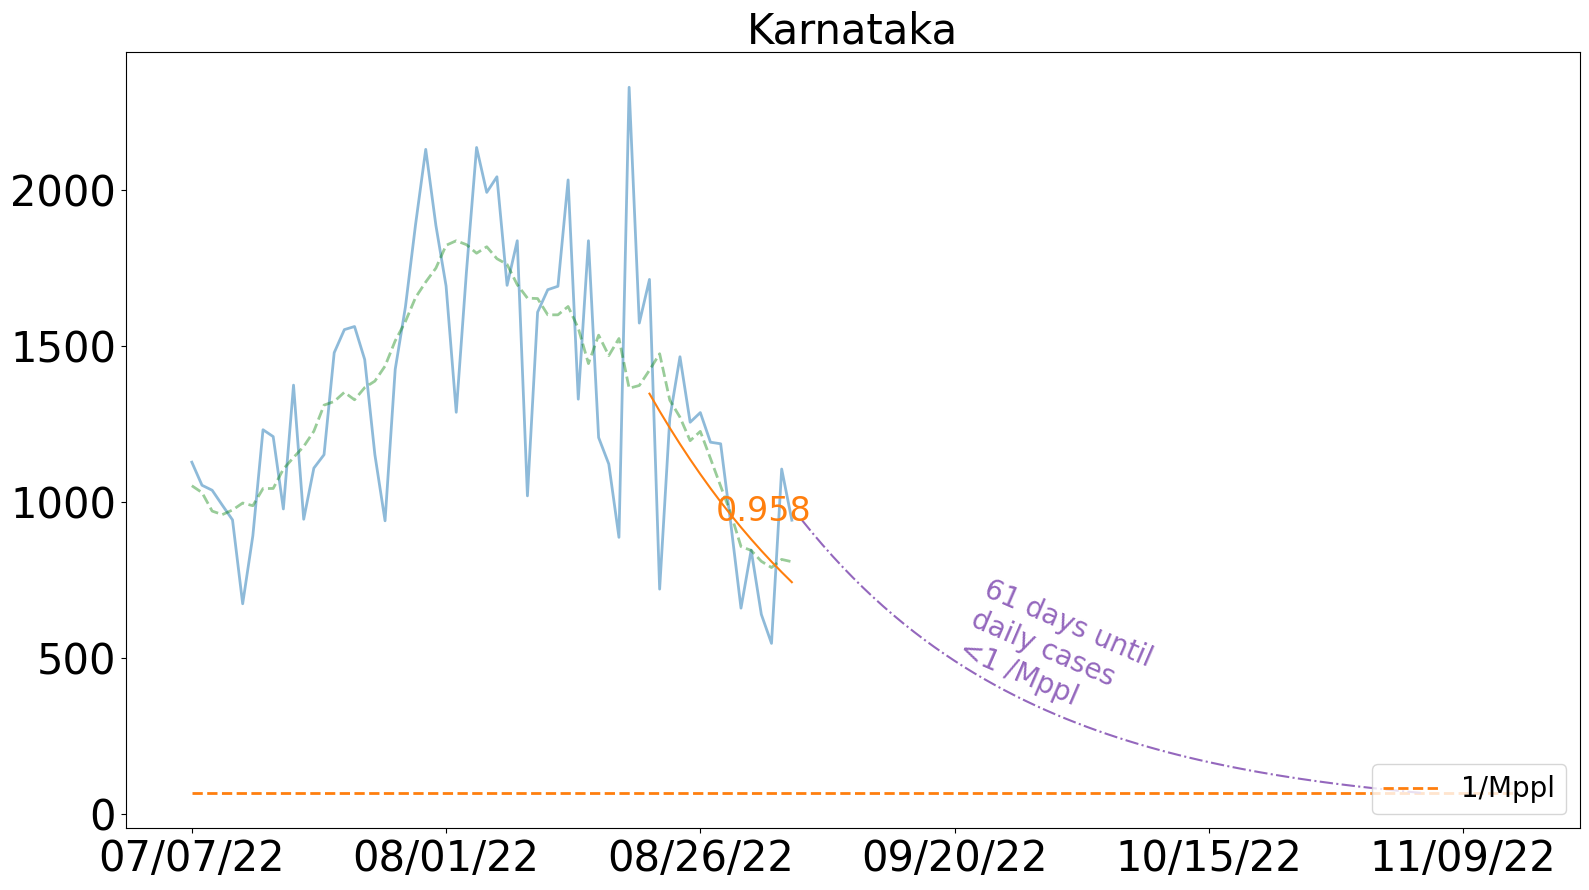 Karnataka
2000
1500
1000
500
0
0.958
61 days until
daily cases
<1 /Mppl
1/Mppl
07/07/22
08/01/22
08/26/22
09/20/22
10/15/22
11/09/22